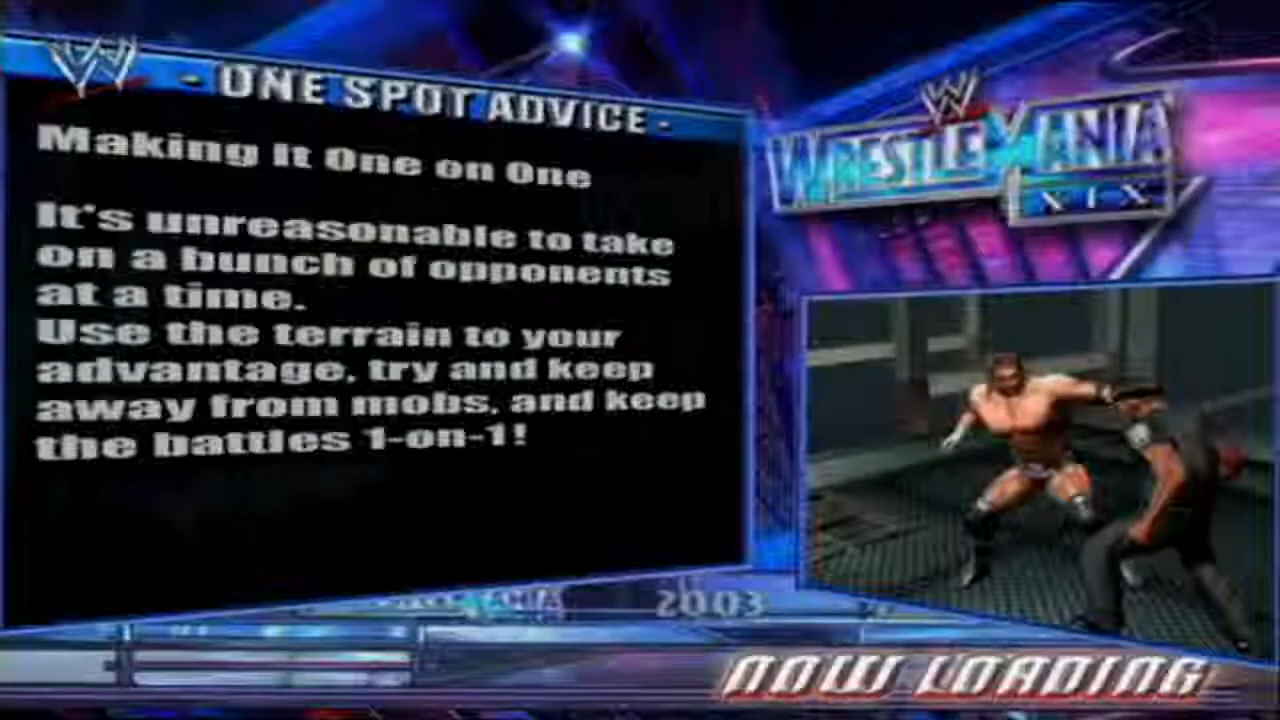 - ONE SPOT ADVICE -
Making It One on One
It's unreasonable to take
on a bunch of opponents
at a time.
Use the terrain to your
advantage, try and keep
away from mobs, and keep
the battles 1-on-1!
W
WRESTLEMANIA
XIX
2003
NOW LOADING